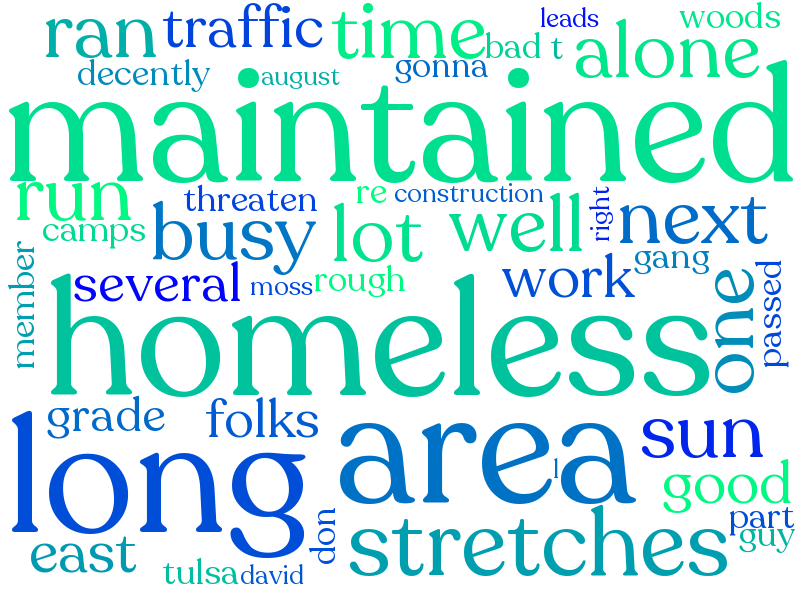 ran
traffic
time
leads
woods
bad t
alone
decently
august
gonna
maintained
run
threaten
re
construction
right
next
camps
busy
lot
well
member
several
moss
rough
work
gang
one
passed
homeless
grade
folks
long
area
l
sun
good
east
don
stretches
part
guy
tulsa
david